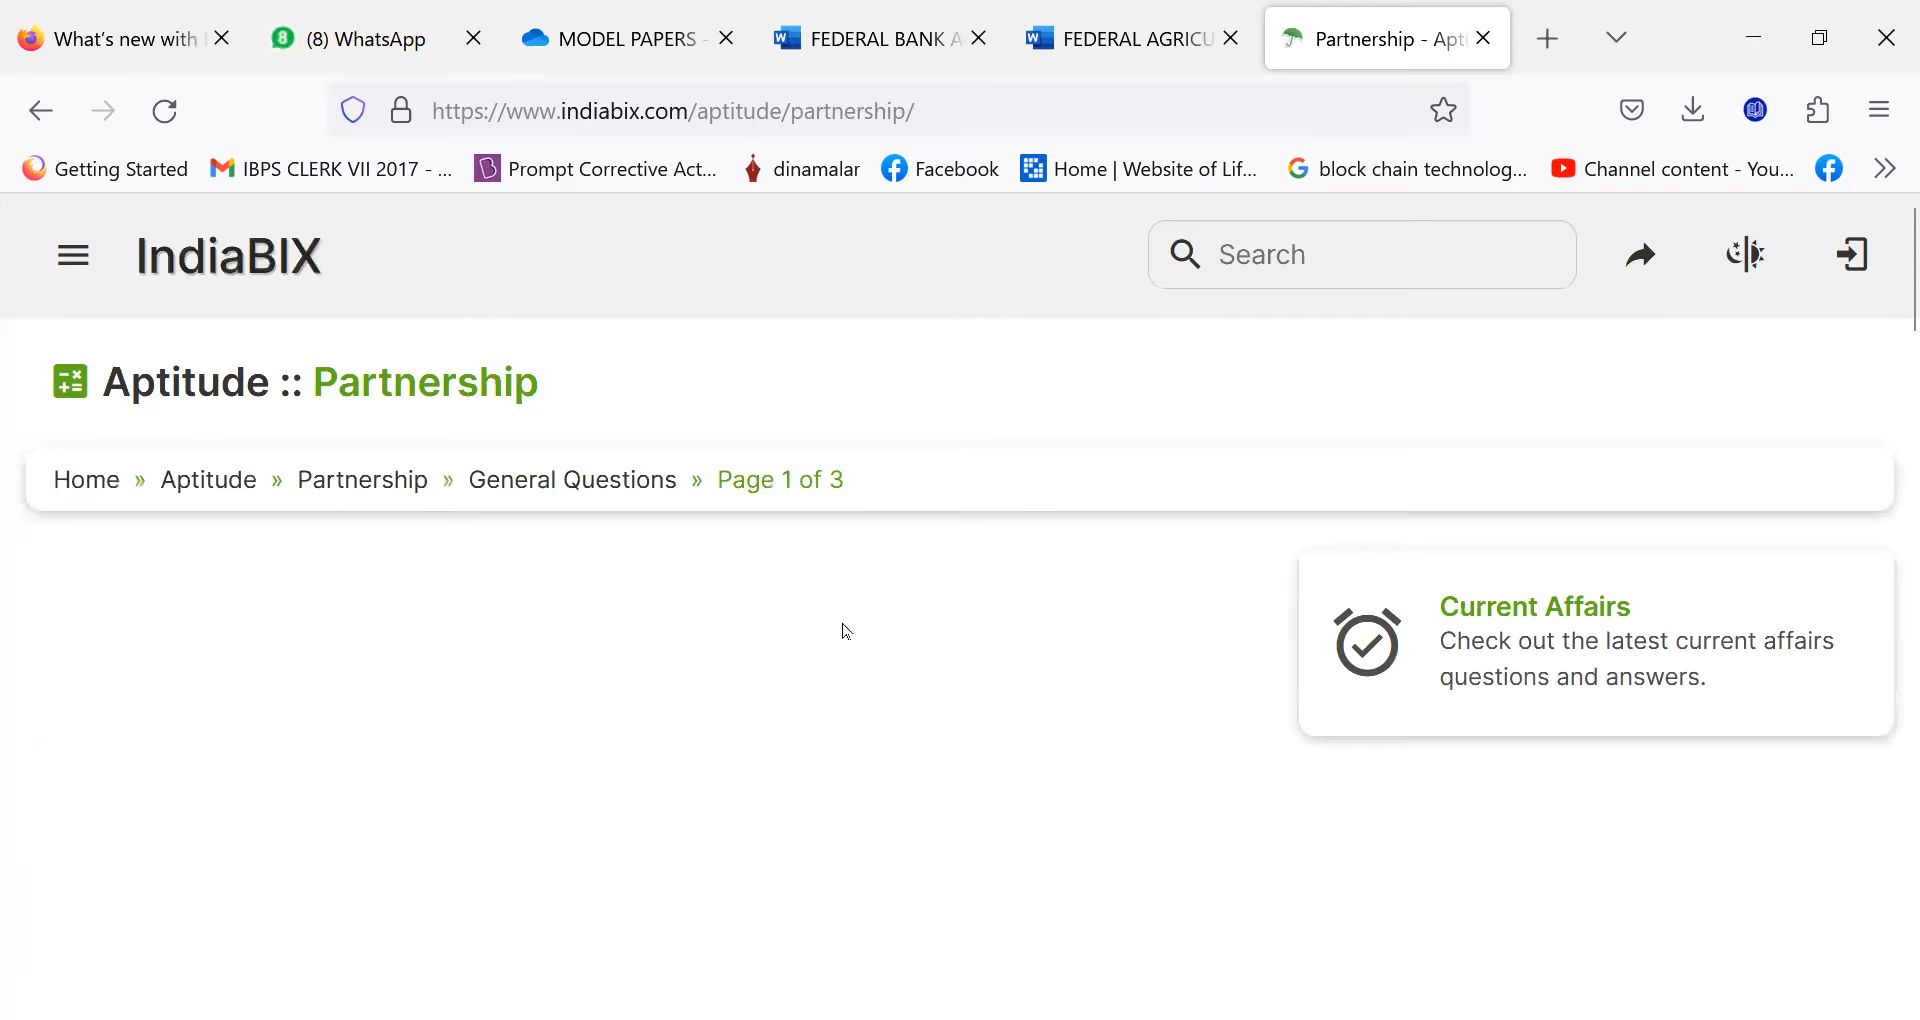 What's new with
(8) WhatsApp
MODEL PAPERS -
FEDERAL BANK A
FEDERAL AGRICU
Partnership - Apti
https://www.indiabix.com/aptitude/partnership/
Getting Started
IBPS CLERK VII 2017 - ...
Prompt Corrective Act...
dinamalar
Facebook
Home | Website of Lif...
block chain technolog...
Channel content - You...
IndiaBIX
Search
Aptitude :: Partnership
Home » Aptitude » Partnership » General Questions » Page 1 of 3
Current Affairs
Check out the latest current affairs
questions and answers.